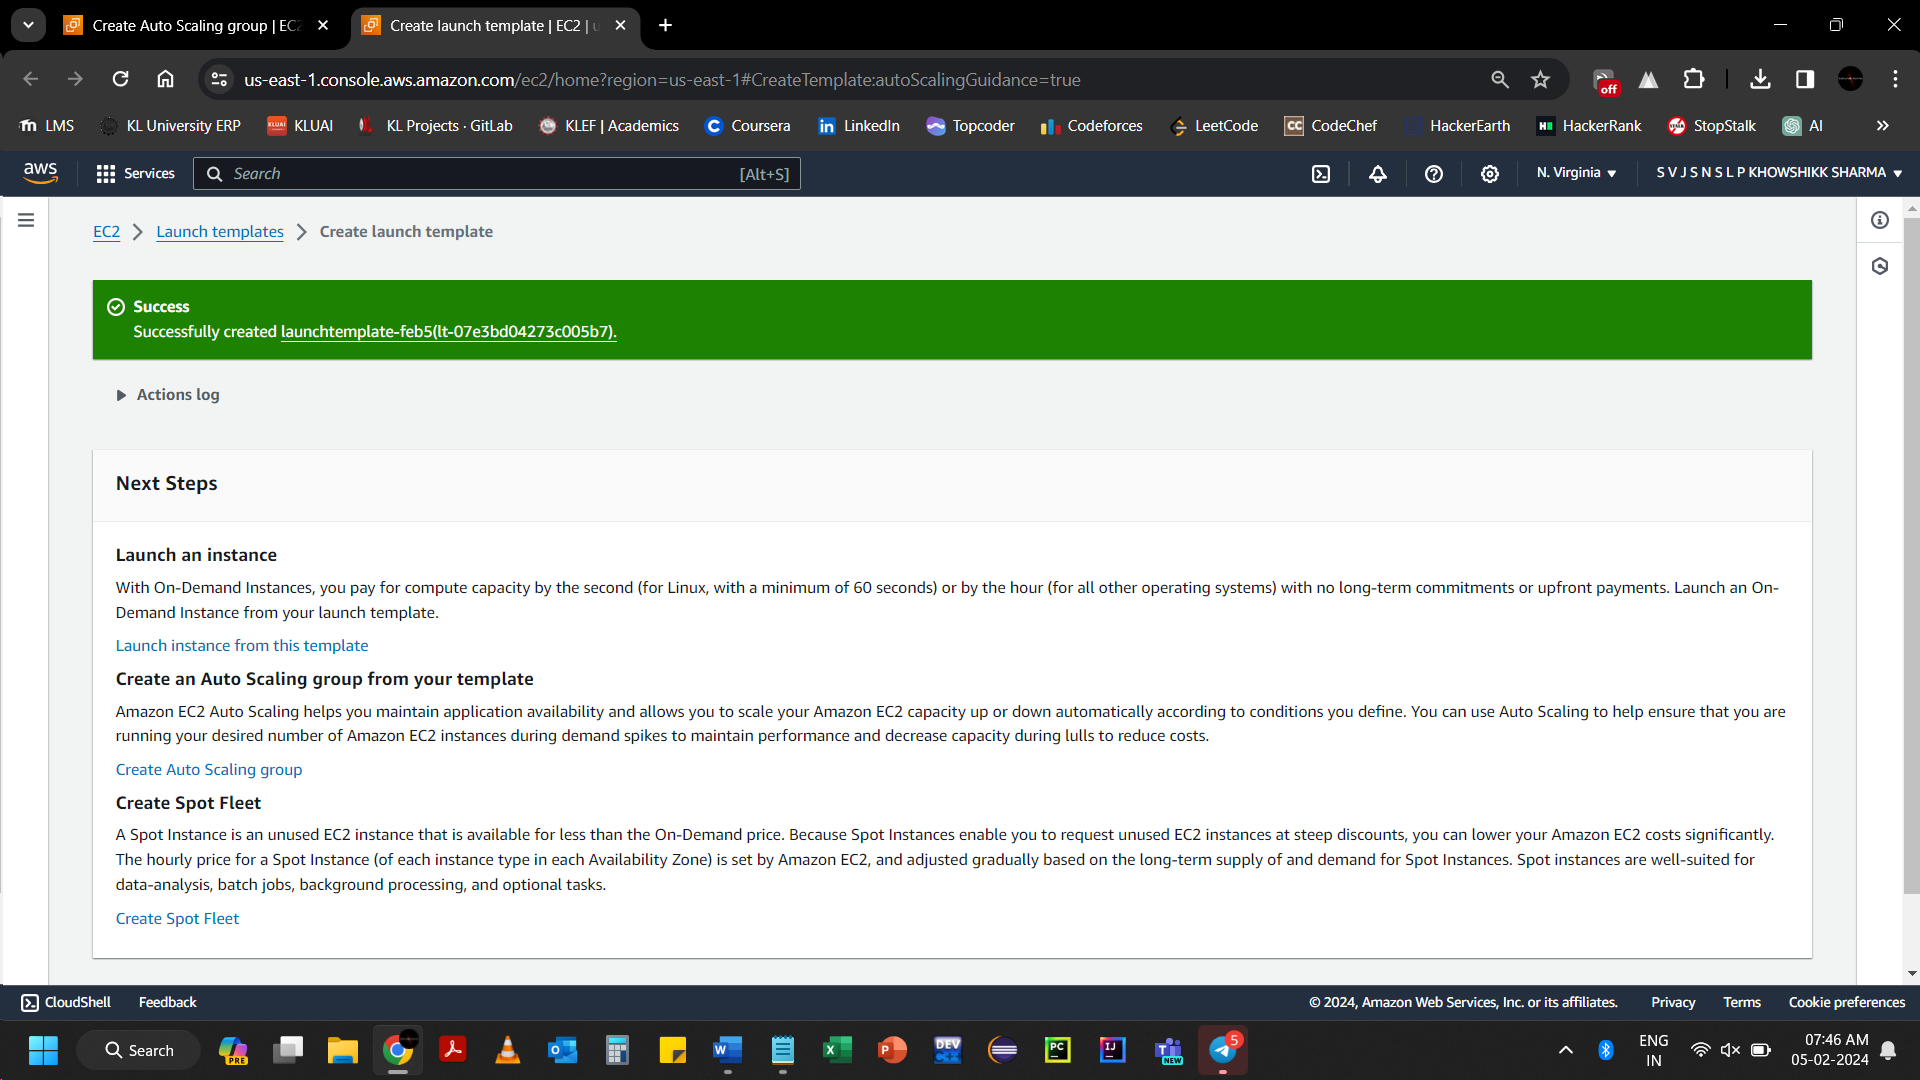 Create Auto Scaling group | EC2
Create launch template | EC2 | u
us-east-1.console.aws.amazon.com/ec2/home?region=us-east-1#CreateTemplate:autoScalingGuidance=true
off
LMS
KL University ERP
KLUAI
KL Projects · GitLab
KLEF | Academics
Coursera
LinkedIn
Topcoder
Codeforces
LeetCode
CodeChef
HackerEarth
HackerRank
StopStalk
AI
aws
Services
Search
[Alt+S]
N. Virginia
S V J S N S L P KHOWSHIKK SHARMA
EC2
Launch templates
Create launch template
Success
Successfully created launchtemplate-feb5(lt-07e3bd04273c005b7).
Actions log
Next Steps
Launch an instance
With On-Demand Instances, you pay for compute capacity by the second (for Linux, with a minimum of 60 seconds) or by the hour (for all other operating systems) with no long-term commitments or upfront payments. Launch an On-
Demand Instance from your launch template.
Launch instance from this template
Create an Auto Scaling group from your template
Amazon EC2 Auto Scaling helps you maintain application availability and allows you to scale your Amazon EC2 capacity up or down automatically according to conditions you define. You can use Auto Scaling to help ensure that you are
running your desired number of Amazon EC2 instances during demand spikes to maintain performance and decrease capacity during lulls to reduce costs.
Create Auto Scaling group
Create Spot Fleet
A Spot Instance is an unused EC2 instance that is available for less than the On-Demand price. Because Spot Instances enable you to request unused EC2 instances at steep discounts, you can lower your Amazon EC2 costs significantly.
The hourly price for a Spot Instance (of each instance type in each Availability Zone) is set by Amazon EC2, and adjusted gradually based on the long-term supply of and demand for Spot Instances. Spot instances are well-suited for
data-analysis, batch jobs, background processing, and optional tasks.
Create Spot Fleet
CloudShell
Feedback
© 2024, Amazon Web Services, Inc. or its affiliates.
Privacy
Terms
Cookie preferences
Search
PRE
DEV
C++
PC
IJ
NEW
5
ENG
IN
07:46 AM
05-02-2024